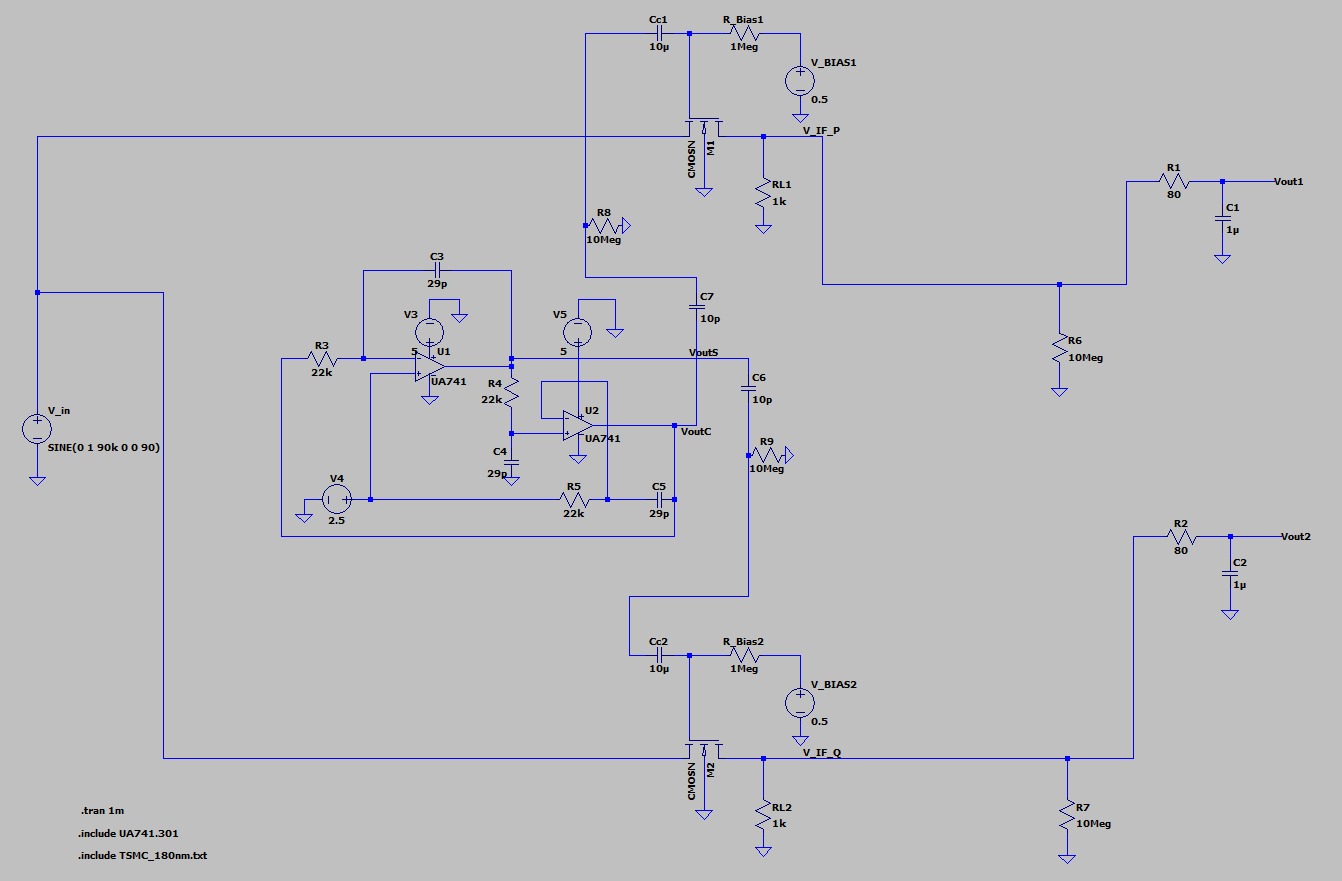 Cc1
10µ
R_Bias1
1Meg
V_BIAS1
0.5
V_IF_P
CMOSN
M1
RL1
1k
R1
80
Vout1
C1
1µ
R8
10Meg
C3
29p
V3
5
U1
UA741
V5
5
C7
10p
R3
22k
VoutS
R6
10Meg
R4
22k
C6
10p
U2
UA741
VoutC
V_in
SINE(0 1 90k 0 0 90)
R9
10Meg
C4
29p
V4
2.5
R5
22k
C5
29p
R2
80
Vout2
C2
1µ
Cc2
10µ
R_Bias2
1Meg
V_BIAS2
0.5
V_IF_Q
CMOSN
M2
RL2
1k
R7
10Meg
.tran 1m
.include UA741.301
.include TSMC_180nm.txt